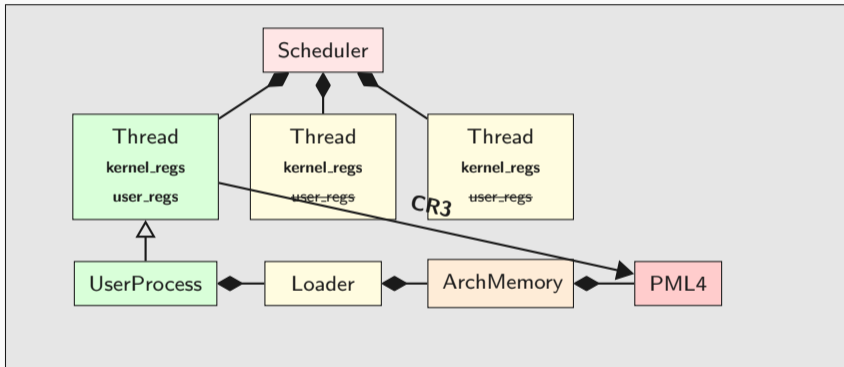 Scheduler
Thread
kernel_regs
user_regs
Thread
kernel_regs
user_regs
Thread
kernel_regs
user_regs
CR3
UserProcess
Loader
ArchMemory
PML4